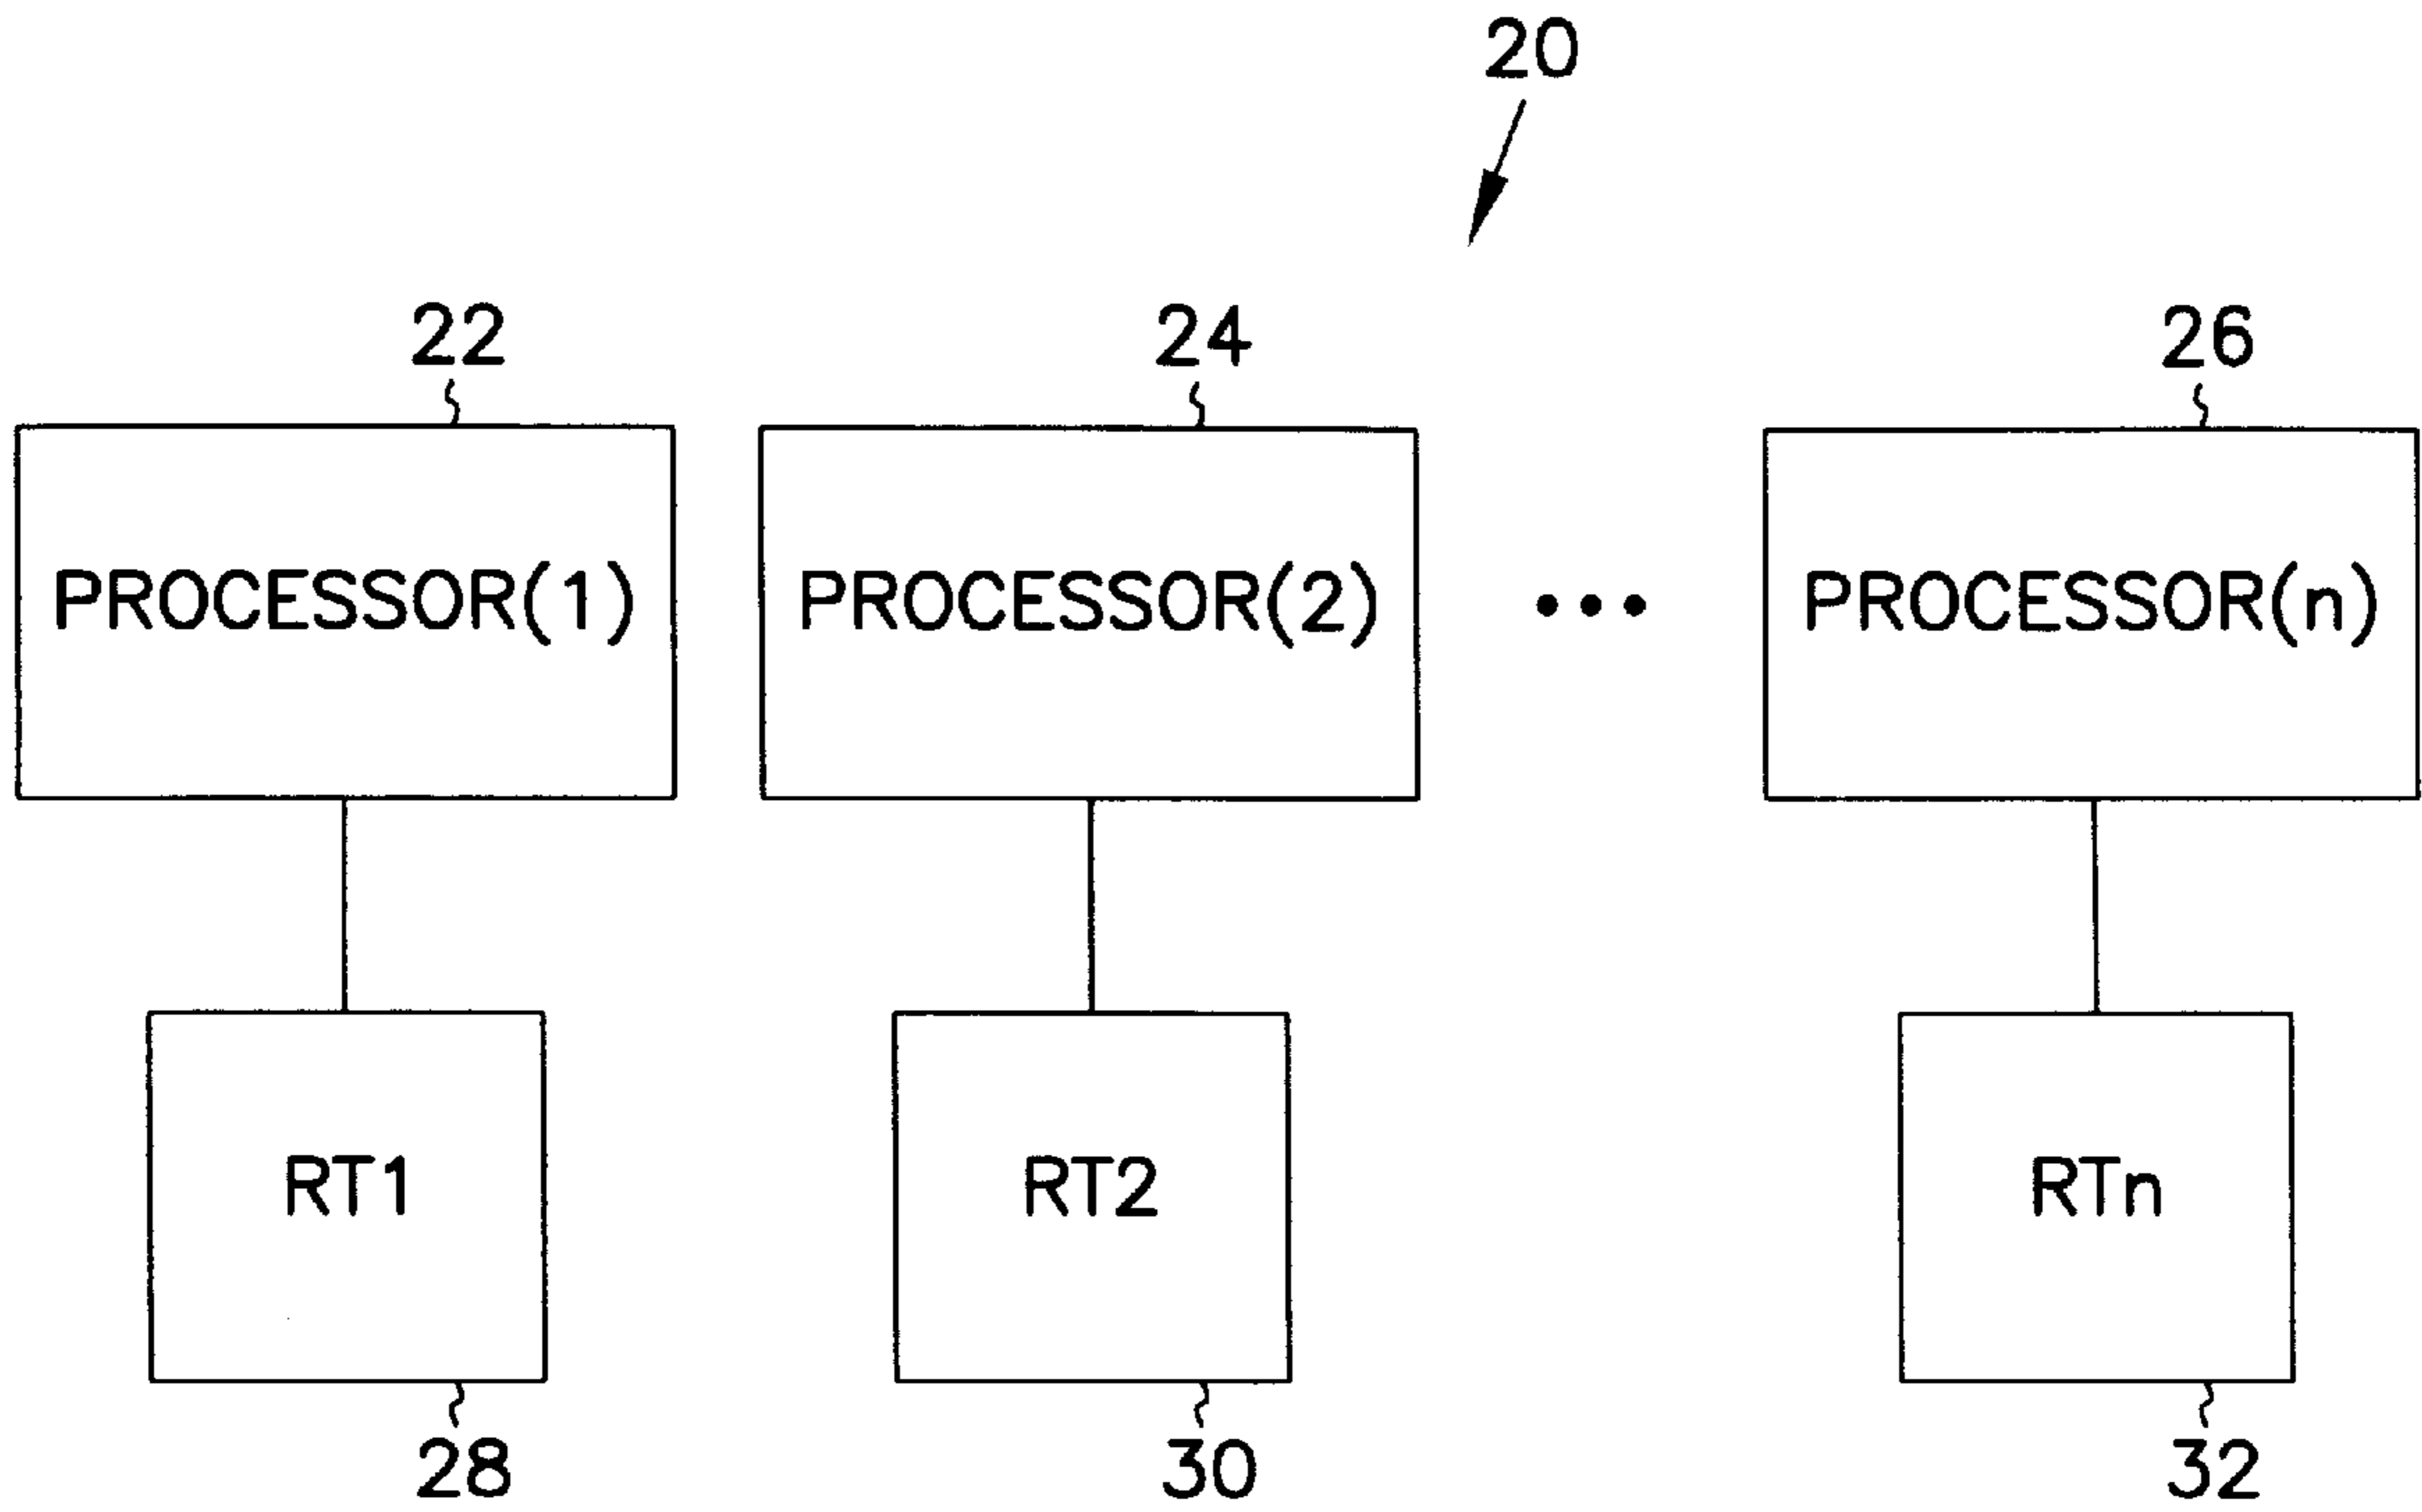 20
22
24
26
PROCESSOR(1)
PROCESSOR(2)
•••
PROCESSOR(n)
RT1
RT2
RTn
28
30
32